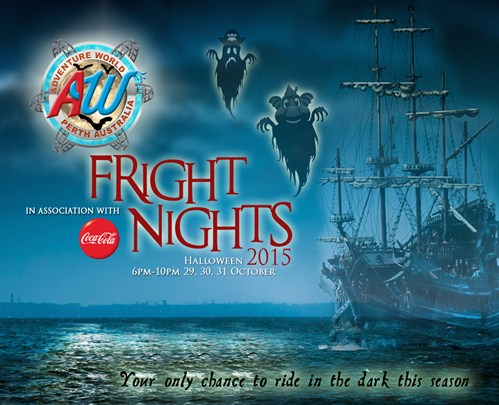 ADVENTURE WORLD
AW
PERTH AUSTRALIA
FRIGHT
IN ASSOCIATION WITH
Coca-Cola
NIGHTS
HALLOWEEN 2015
6PM-10PM 29, 30, 31 OCTOBER
Your only chance to ride in the dark this season